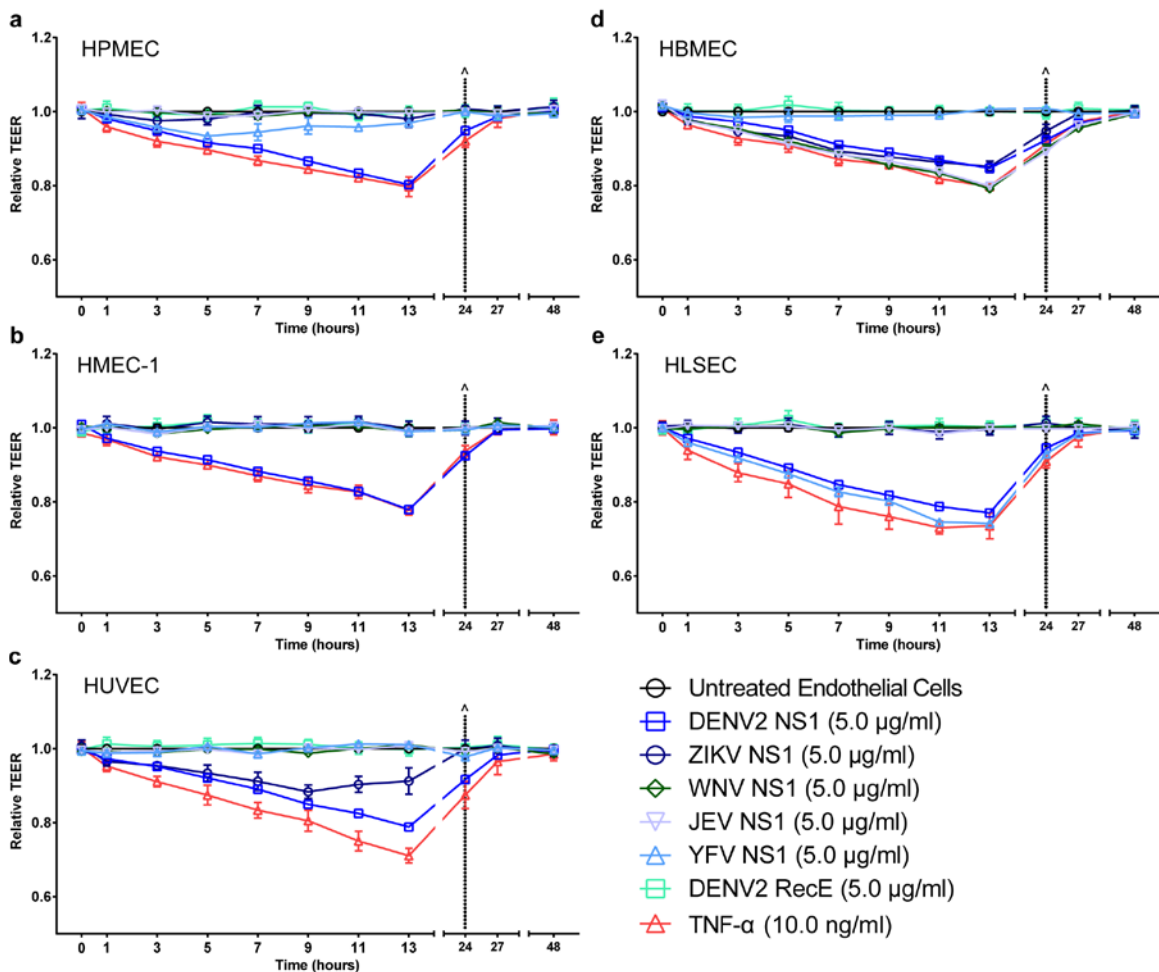 a
HPMEC
Relative TEER
1.2
1.0
0.8
0.6
^
0 1 3 5 7 9 11 13 24 27 48
Time (hours)
b
HMEC-1
Relative TEER
1.2
1.0
0.8
0.6
^
0 1 3 5 7 9 11 13 24 27 48
Time (hours)
c
HUVEC
Relative TEER
1.2
1.0
0.8
0.6
^
0 1 3 5 7 9 11 13 24 27 48
Time (hours)
d
HBMEC
Relative TEER
1.2
1.0
0.8
0.6
^
0 1 3 5 7 9 11 13 24 27 48
Time (hours)
e
HLSEC
Relative TEER
1.2
1.0
0.8
0.6
^
0 1 3 5 7 9 11 13 24 27 48
Time (hours)
Untreated Endothelial Cells
DENV2 NS1 (5.0 µg/ml)
ZIKV NS1 (5.0 µg/ml)
WNV NS1 (5.0 µg/ml)
JEV NS1 (5.0 µg/ml)
YFV NS1 (5.0 µg/ml)
DENV2 RecE (5.0 µg/ml)
TNF-α (10.0 ng/ml)